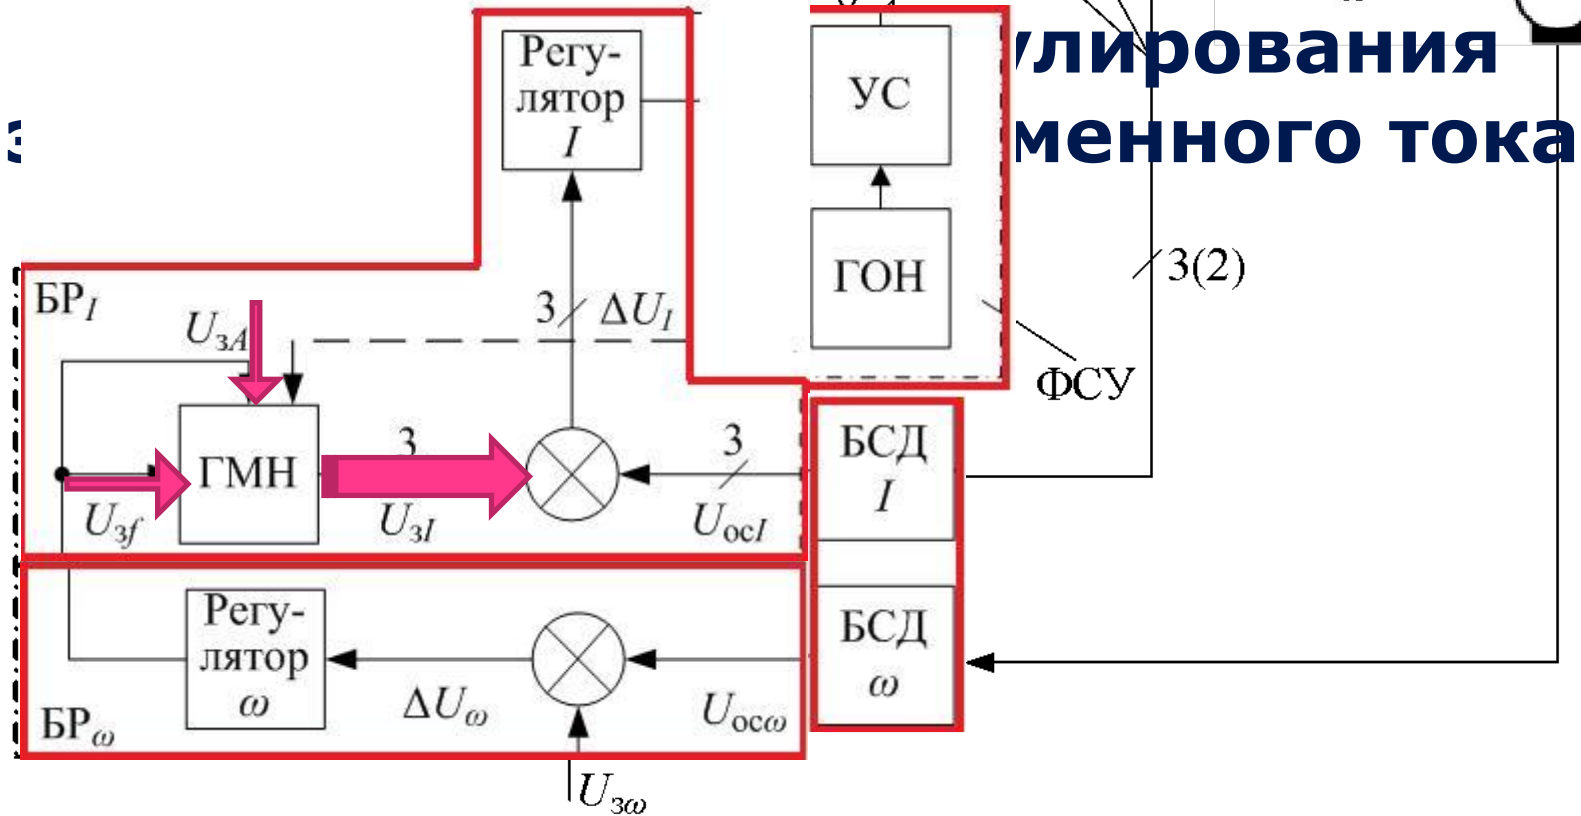 улирования
менного тока
Регу-
лятор
I
УС
ГОН
3(2)
БР_I
U_зA
3
ΔU_I
ФСУ
ГМН
3
3
БСД
I
U_зf
U_зI
U_осI
Регу-
лятор
ω
БСД
ω
ΔU_ω
U_осω
БР_ω
U_зω